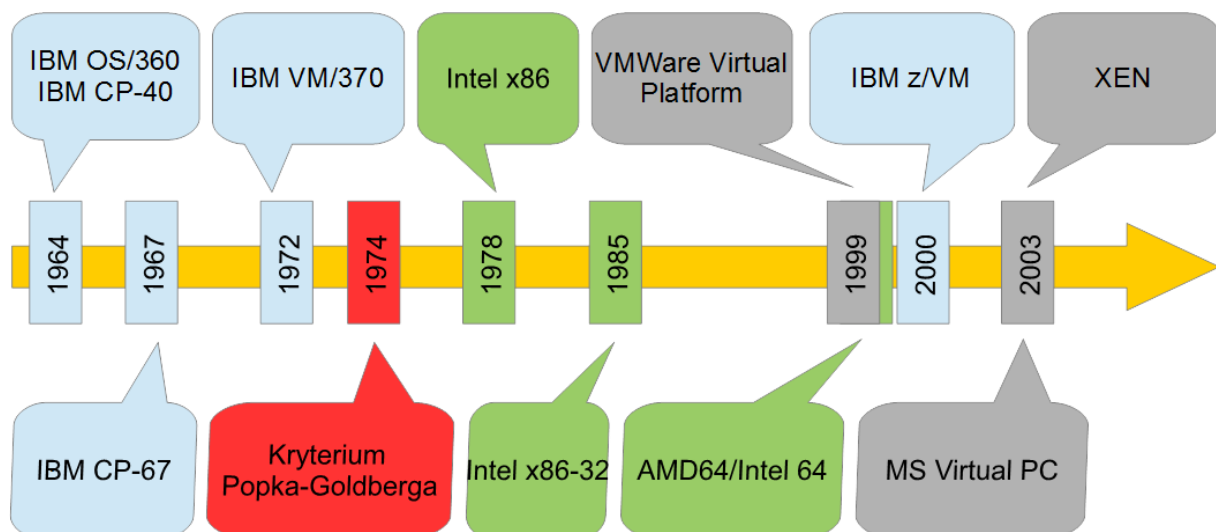 IBM OS/360
IBM CP-40
IBM VM/370
Intel x86
VMWare Virtual
Platform
IBM z/VM
XEN
1964
1967
1972
1974
1978
1985
1999
2000
2003
IBM CP-67
Kryterium
Popka-Goldberga
Intel x86-32
AMD64/Intel 64
MS Virtual PC